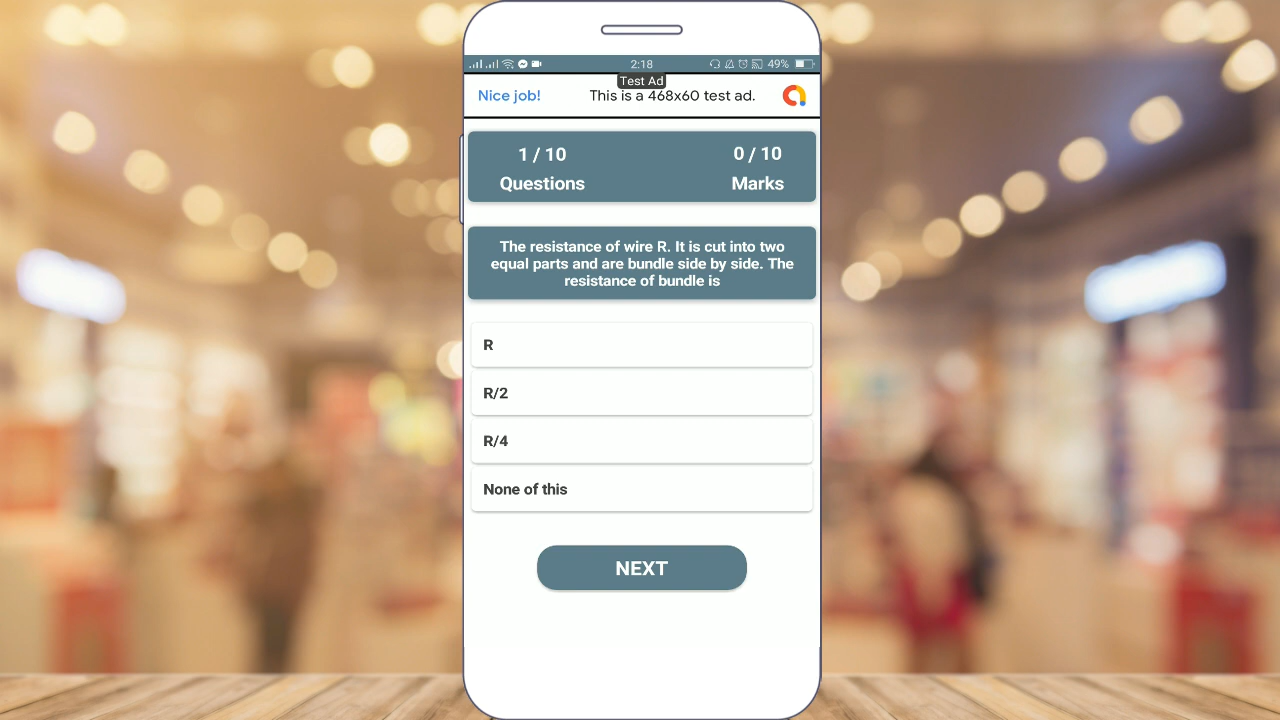 2:18
49%
Test Ad
Nice job!
This is a 468x60 test ad.
1 / 10
0 / 10
Questions
Marks
The resistance of wire R. It is cut into two
equal parts and are bundle side by side. The
resistance of bundle is
R
R/2
R/4
None of this
NEXT